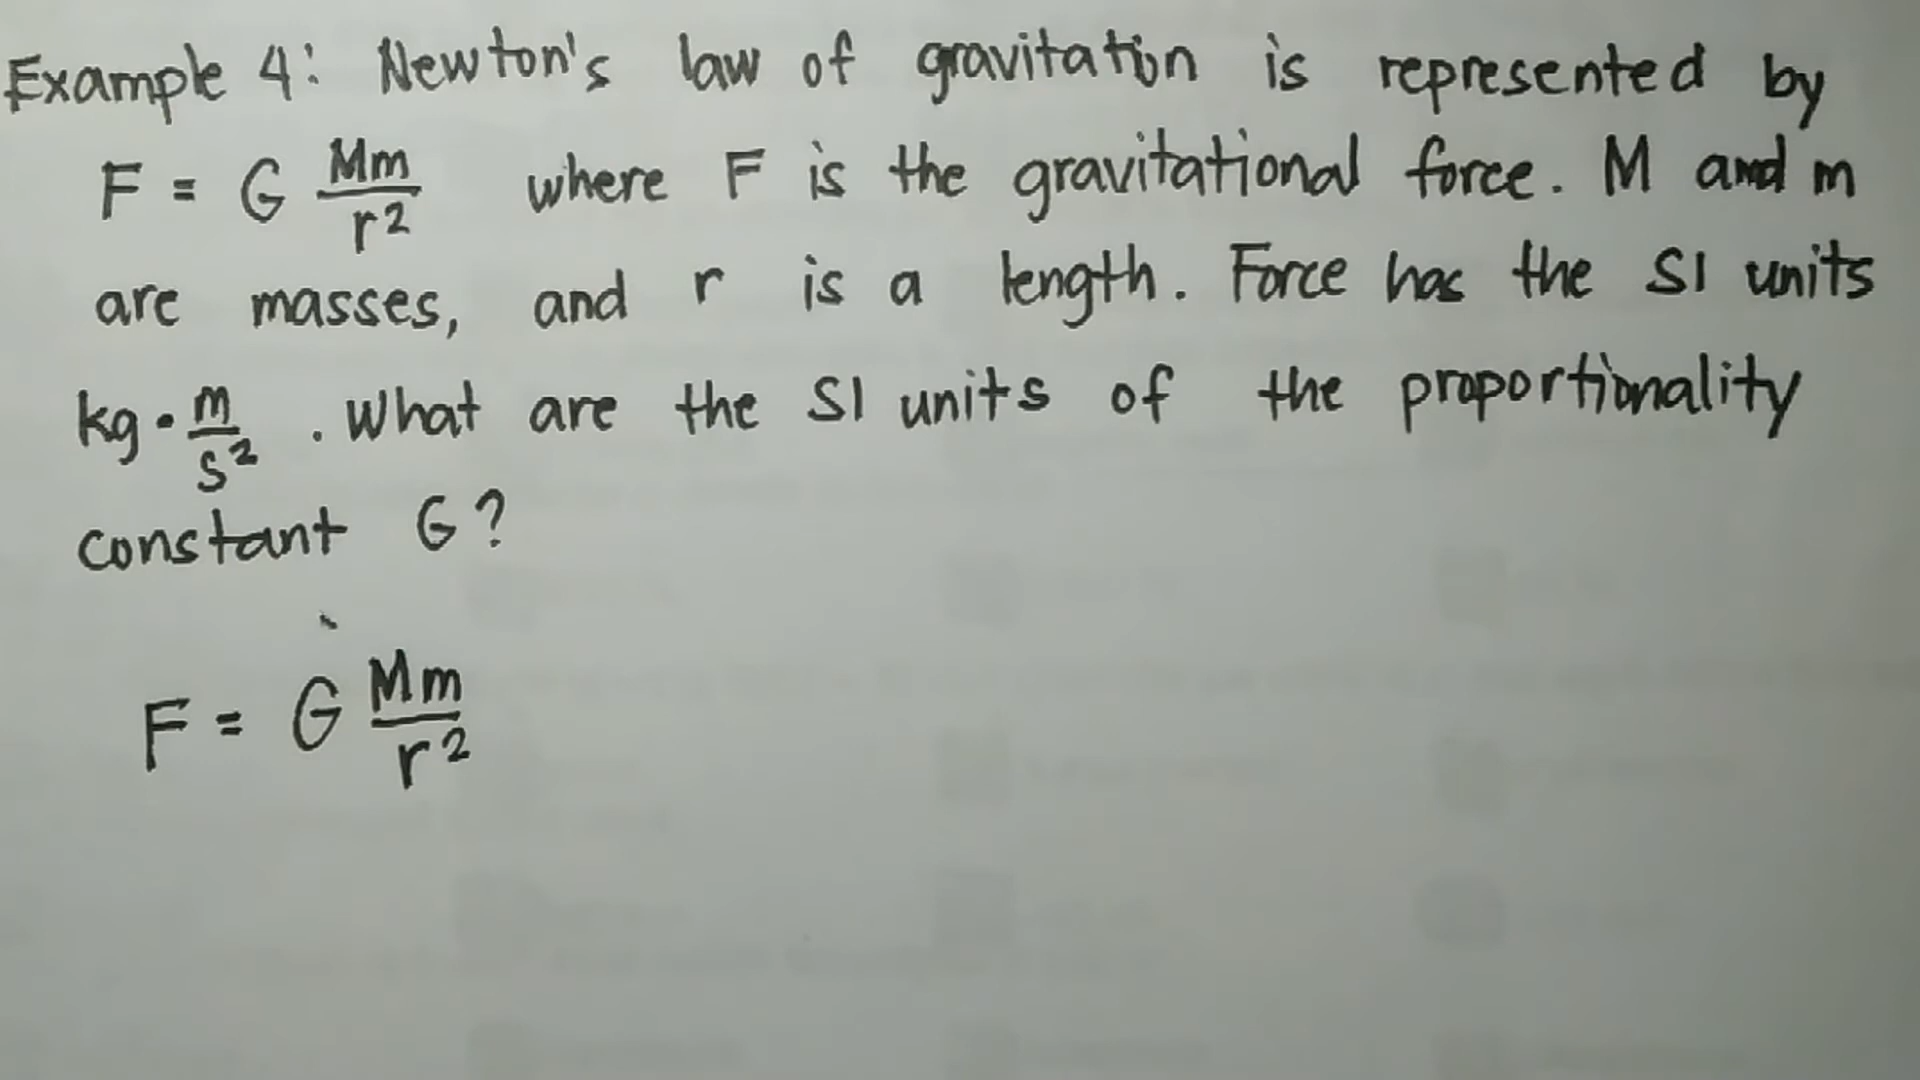 Example 4: Newton's law of gravitation is represented by
F = G Mm/r² where F is the gravitational force. M and m
are masses, and r is a length. Force has the SI units
kg · m/s² . What are the SI units of the proportionality
constant G?
F = G Mm/r²